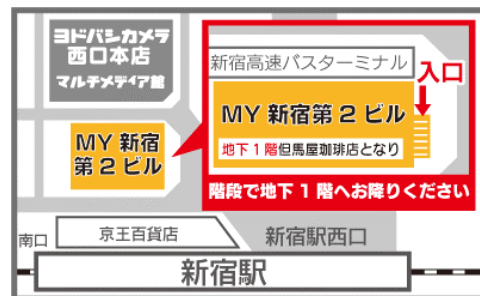 ヨドバシカメラ
西口本店
マルチメディア館
MY 新宿
第 2 ビル
新宿高速バスターミナル
入口
MY 新宿第 2 ビル
地下 1 階但馬屋珈琲店となり
階段で地下 1 階へお降りください
南口
京王百貨店
新宿駅西口
新宿駅